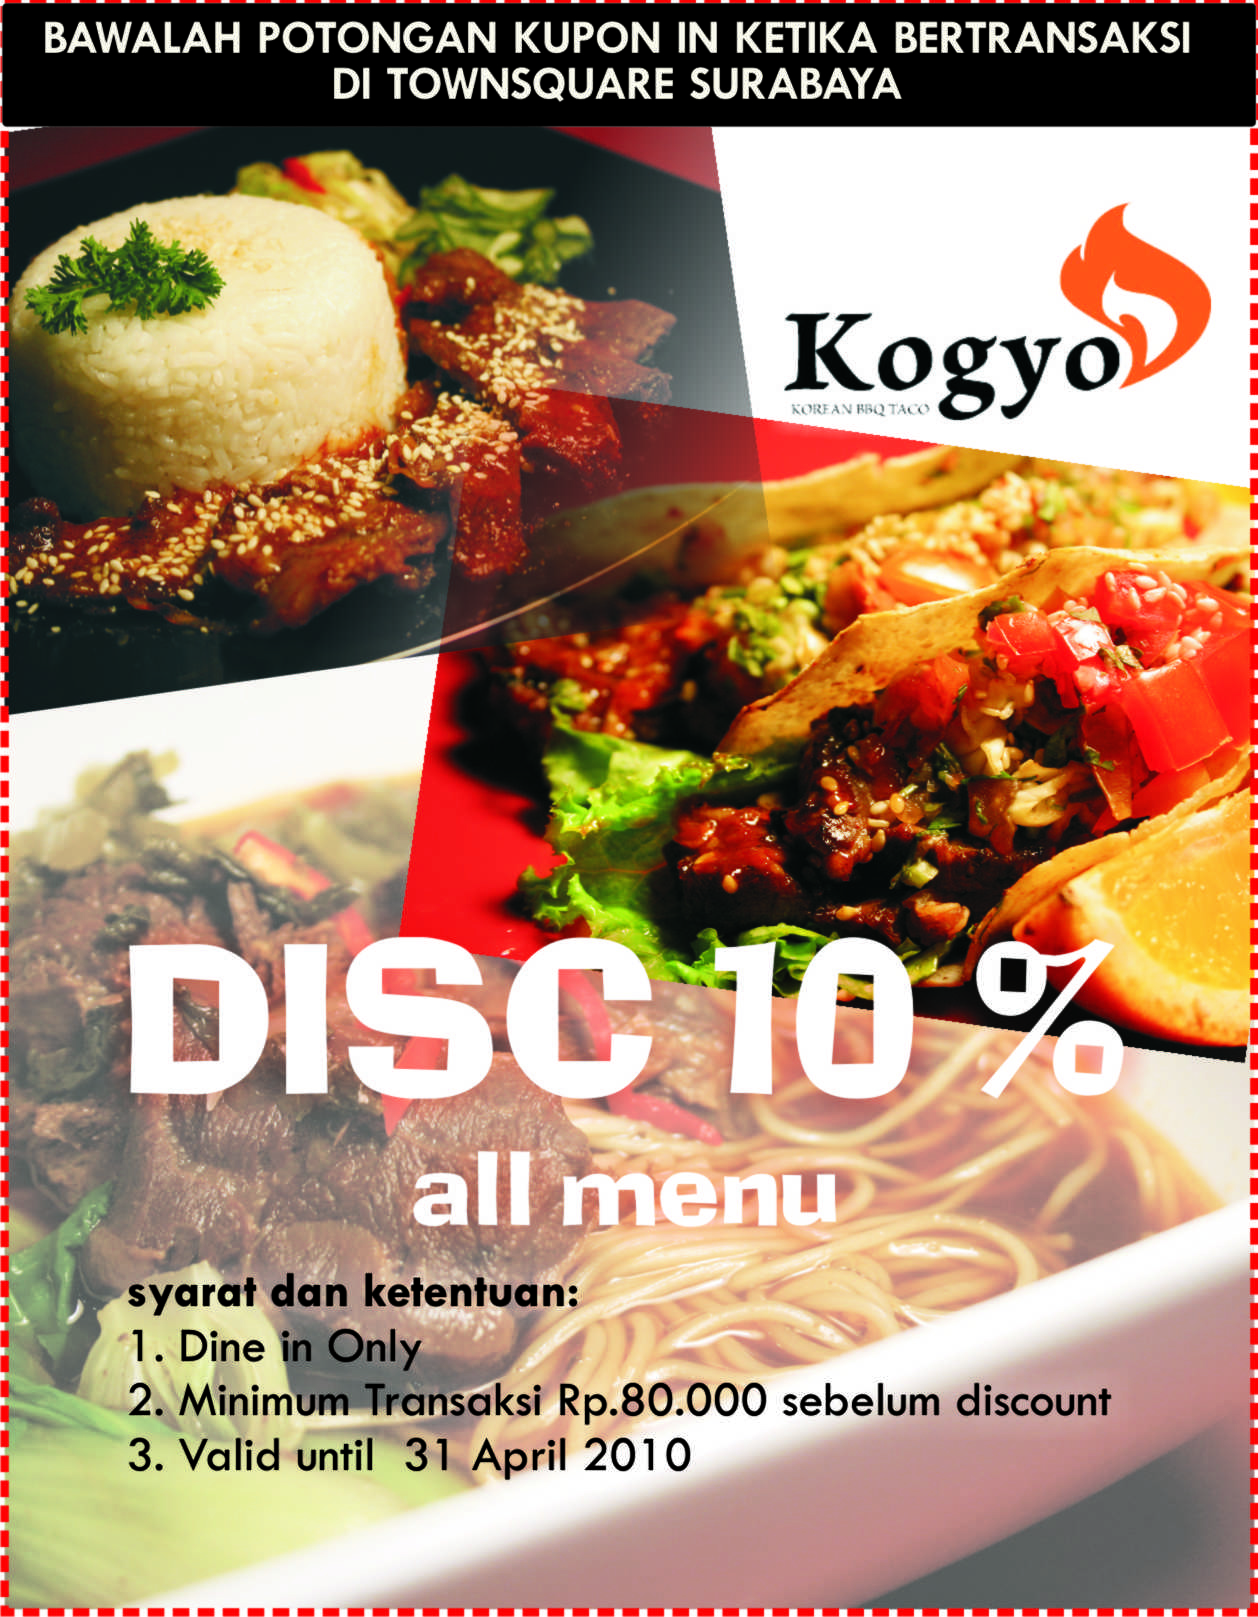 BAWALAH POTONGAN KUPON IN KETIKA BERTRANSAKSI
DI TOWNSQUARE SURABAYA
Kogyo
KOREAN BBQ TACO
DISC 10 %
all menu
syarat dan ketentuan:
1. Dine in Only
2. Minimum Transaksi Rp.80.000 sebelum discount
3. Valid until 31 April 2010